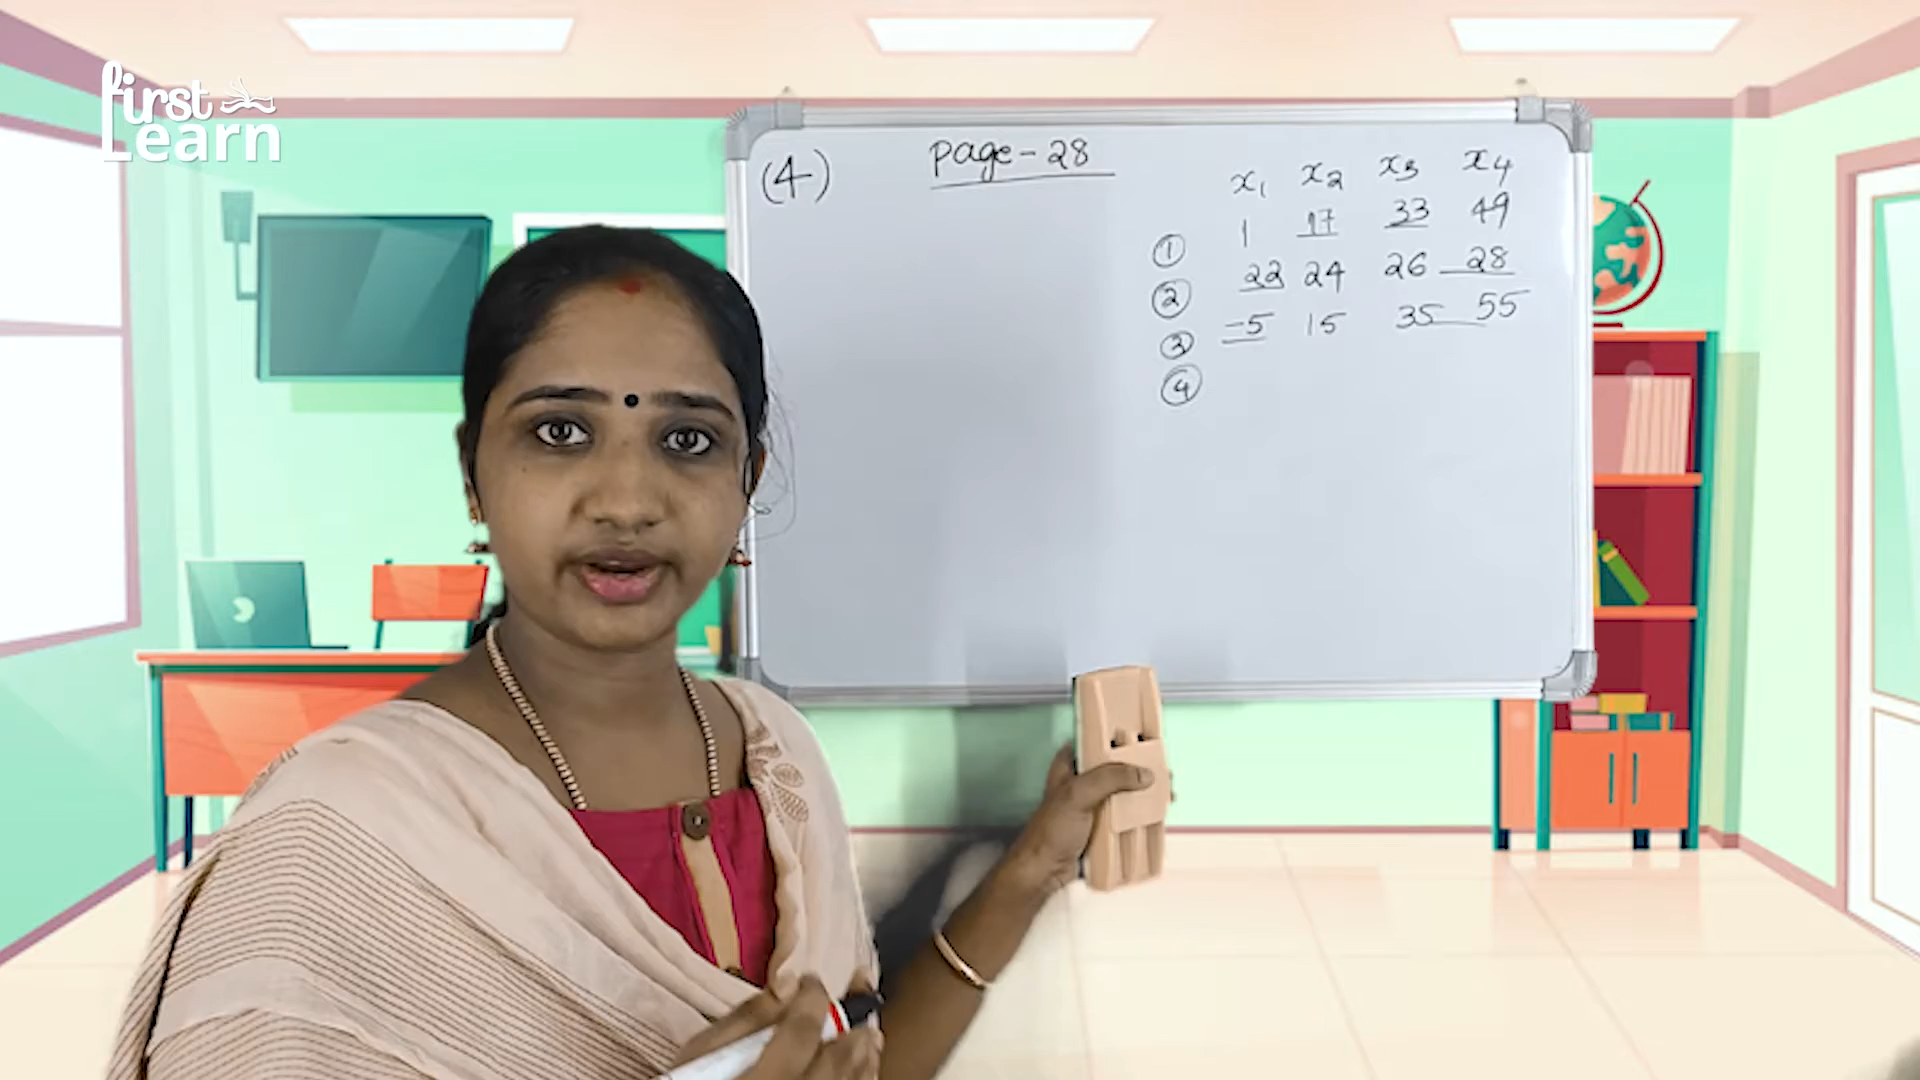 First
Learn
(4)
page - 28
x1 x2 x3 x4
① 1 17 33 49
② 22 24 26 28
③ -5 15 35 55
④